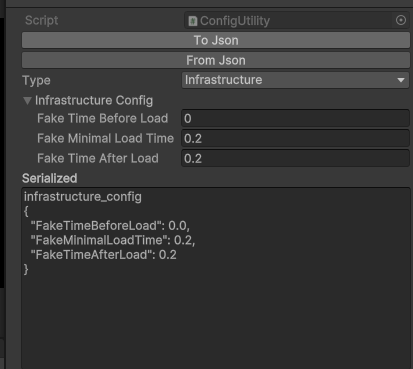 Script
ConfigUtility
To Json
From Json
Type
Infrastructure
Infrastructure Config
Fake Time Before Load
0
Fake Minimal Load Time
0.2
Fake Time After Load
0.2
Serialized
infrastructure_config
{
"FakeTimeBeforeLoad": 0.0,
"FakeMinimalLoadTime": 0.2,
"FakeTimeAfterLoad": 0.2
}